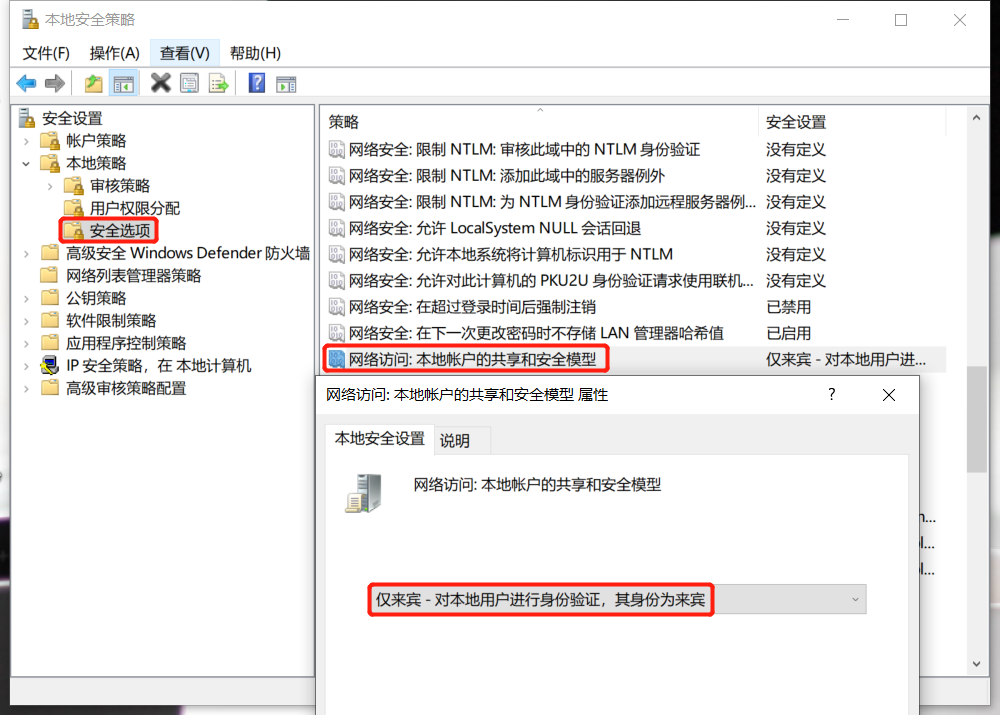 本地安全策略
文件(F) 操作(A) 查看(V) 帮助(H)
安全设置
帐户策略
本地策略
审核策略
用户权限分配
安全选项
高级安全 Windows Defender 防火墙
网络列表管理器策略
公钥策略
软件限制策略
应用程序控制策略
IP 安全策略，在 本地计算机
高级审核策略配置
策略 安全设置
网络安全: 限制 NTLM: 审核此域中的 NTLM 身份验证 没有定义
网络安全: 限制 NTLM: 添加此域中的服务器例外 没有定义
网络安全: 限制 NTLM: 为 NTLM 身份验证添加远程服务器例... 没有定义
网络安全: 允许 LocalSystem NULL 会话回退 没有定义
网络安全: 允许本地系统将计算机标识用于 NTLM 没有定义
网络安全: 允许对此计算机的 PKU2U 身份验证请求使用联机... 没有定义
网络安全: 在超过登录时间后强制注销 已禁用
网络安全: 在下一次更改密码时不存储 LAN 管理器哈希值 已启用
网络访问: 本地帐户的共享和安全模型 仅来宾 - 对本地用户进...
网络访问: 本地帐户的共享和安全模型 属性
本地安全设置 说明
网络访问: 本地帐户的共享和安全模型
仅来宾 - 对本地用户进行身份验证，其身份为来宾